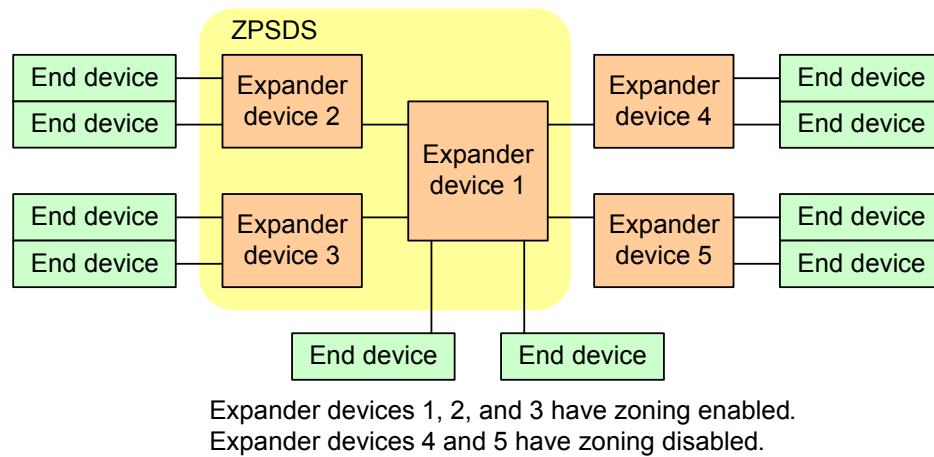 ZPSDS
End device
End device
Expander
device 2
Expander
device 1
Expander
device 4
End device
End device
End device
End device
Expander
device 3
Expander
device 5
End device
End device
End device
End device
Expander devices 1, 2, and 3 have zoning enabled.
Expander devices 4 and 5 have zoning disabled.